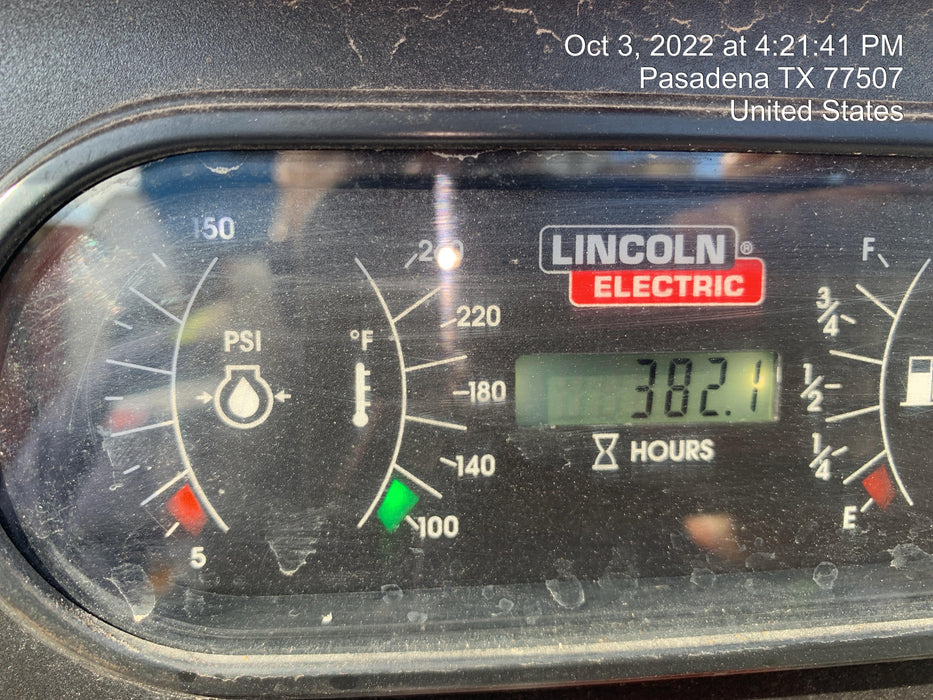 Oct 3, 2022 at 4:21:41 PM
Pasadena TX 77507
United States
150
PSI
5
°F
220
180
140
100
LINCOLN®
ELECTRIC
382.1
HOURS
F
3/4
1/2
1/4
E